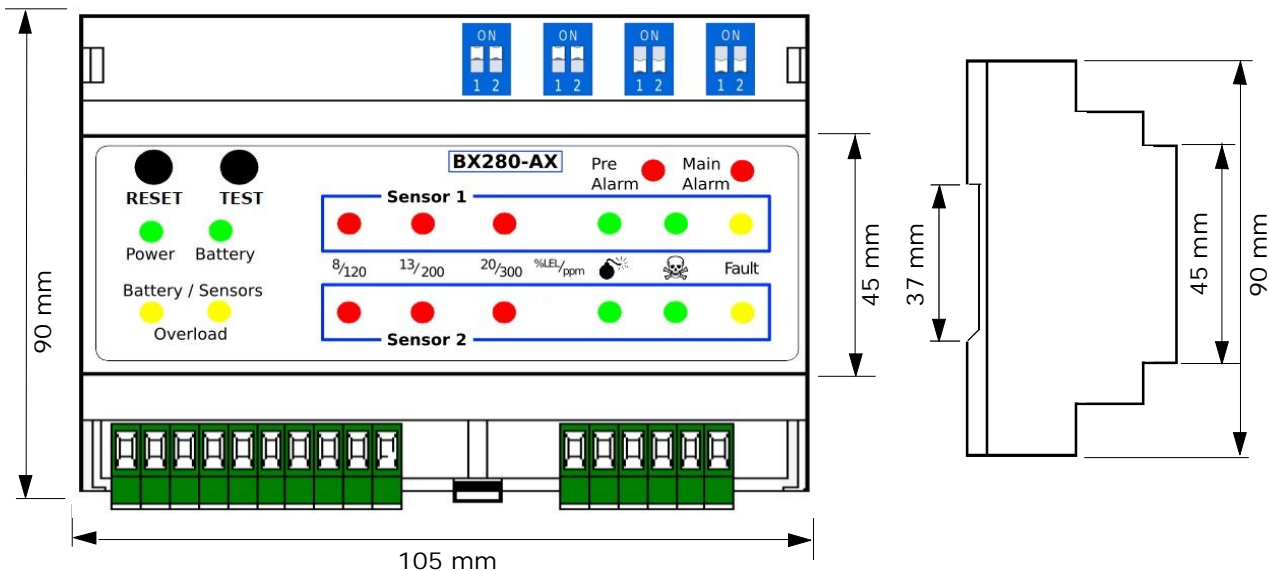 ON ON ON ON
1 2 1 2 1 2 1 2
BX280-AX
Pre Alarm
Main Alarm
RESET TEST
Sensor 1
Power Battery
8/120 13/200 20/300 %LEL/ppm Fault
Battery / Sensors
Overload
Sensor 2
90 mm
45 mm
105 mm
37 mm
45 mm
90 mm